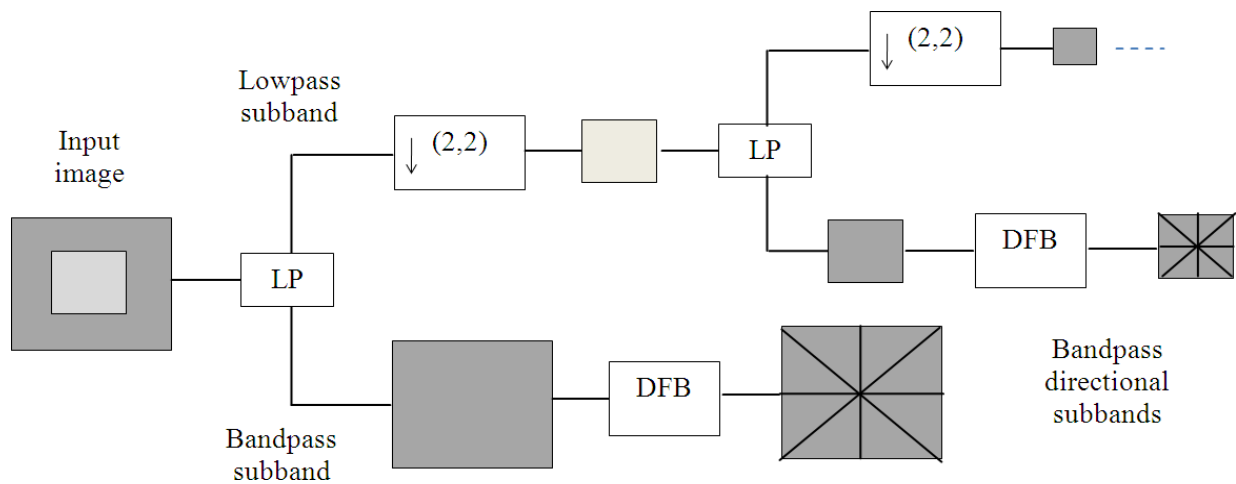 Input
image
LP
Lowpass
subband
↓ (2,2)
LP
↓ (2,2)
DFB
Bandpass
subband
DFB
Bandpass
directional
subbands